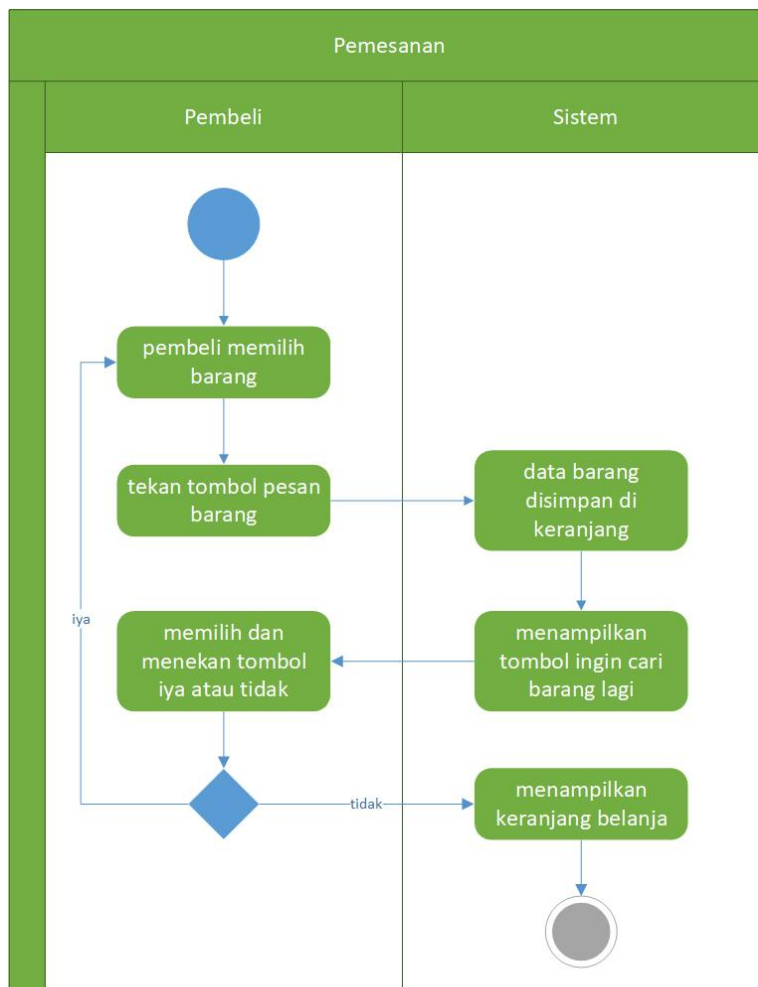 Pemesanan
Pembeli
Sistem
pembeli memilih
barang
tekan tombol pesan
barang
data barang
disimpan di
keranjang
menampilkan
tombol ingin cari
barang lagi
memilih dan
menekan tombol
iya atau tidak
iya
tidak
menampilkan
keranjang belanja